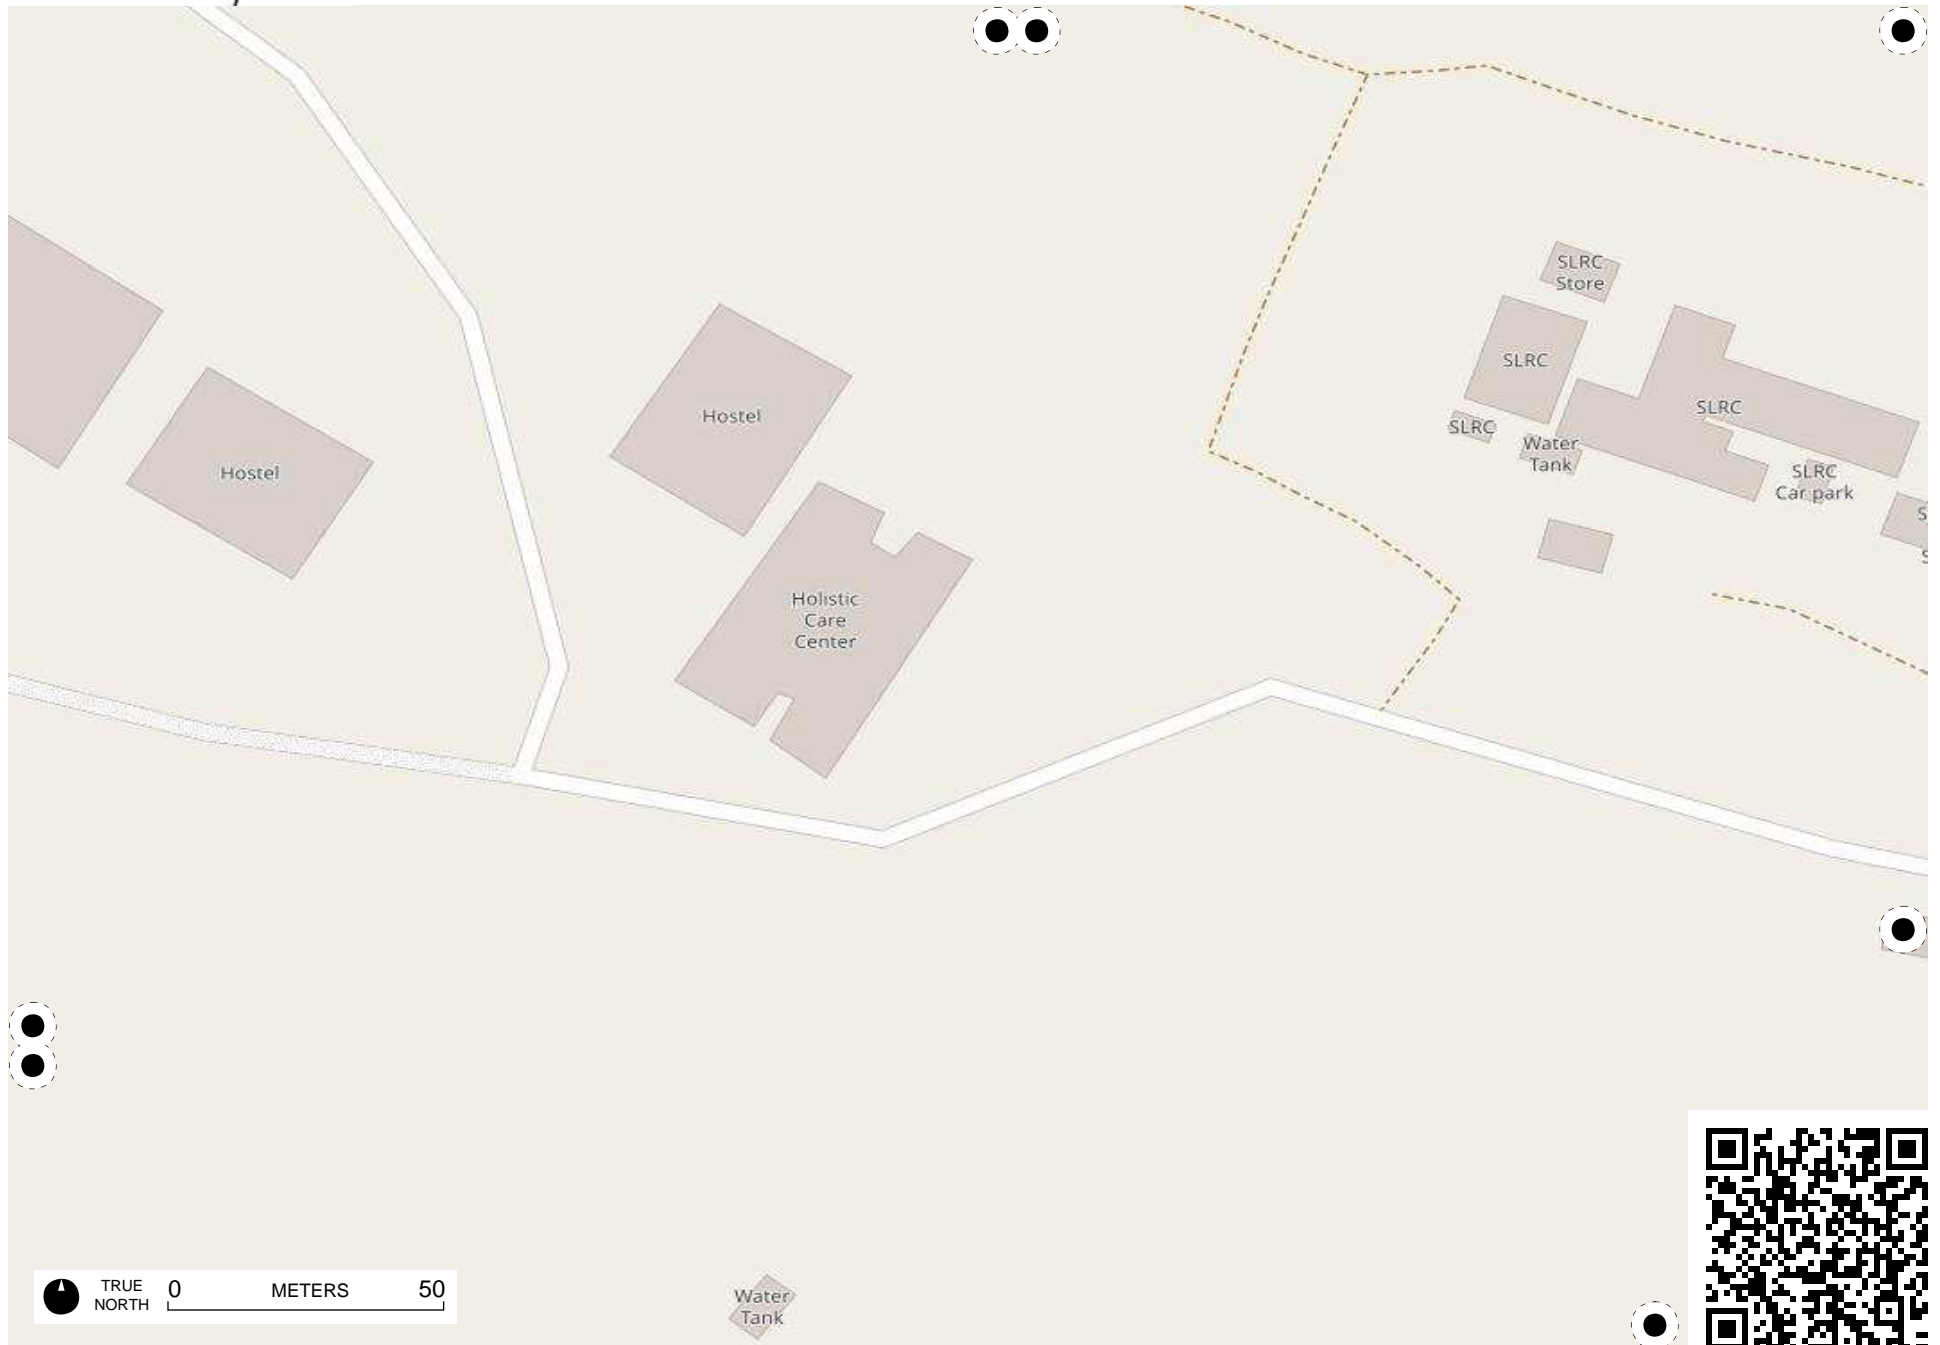 SLRC
Store
SLRC
SLRC
Hostel
SLRC
Water
Tank
Hostel
SLRC
Car park
Holistic
Care
Center
TRUE
NORTH
0 METERS 50
Water
Tank